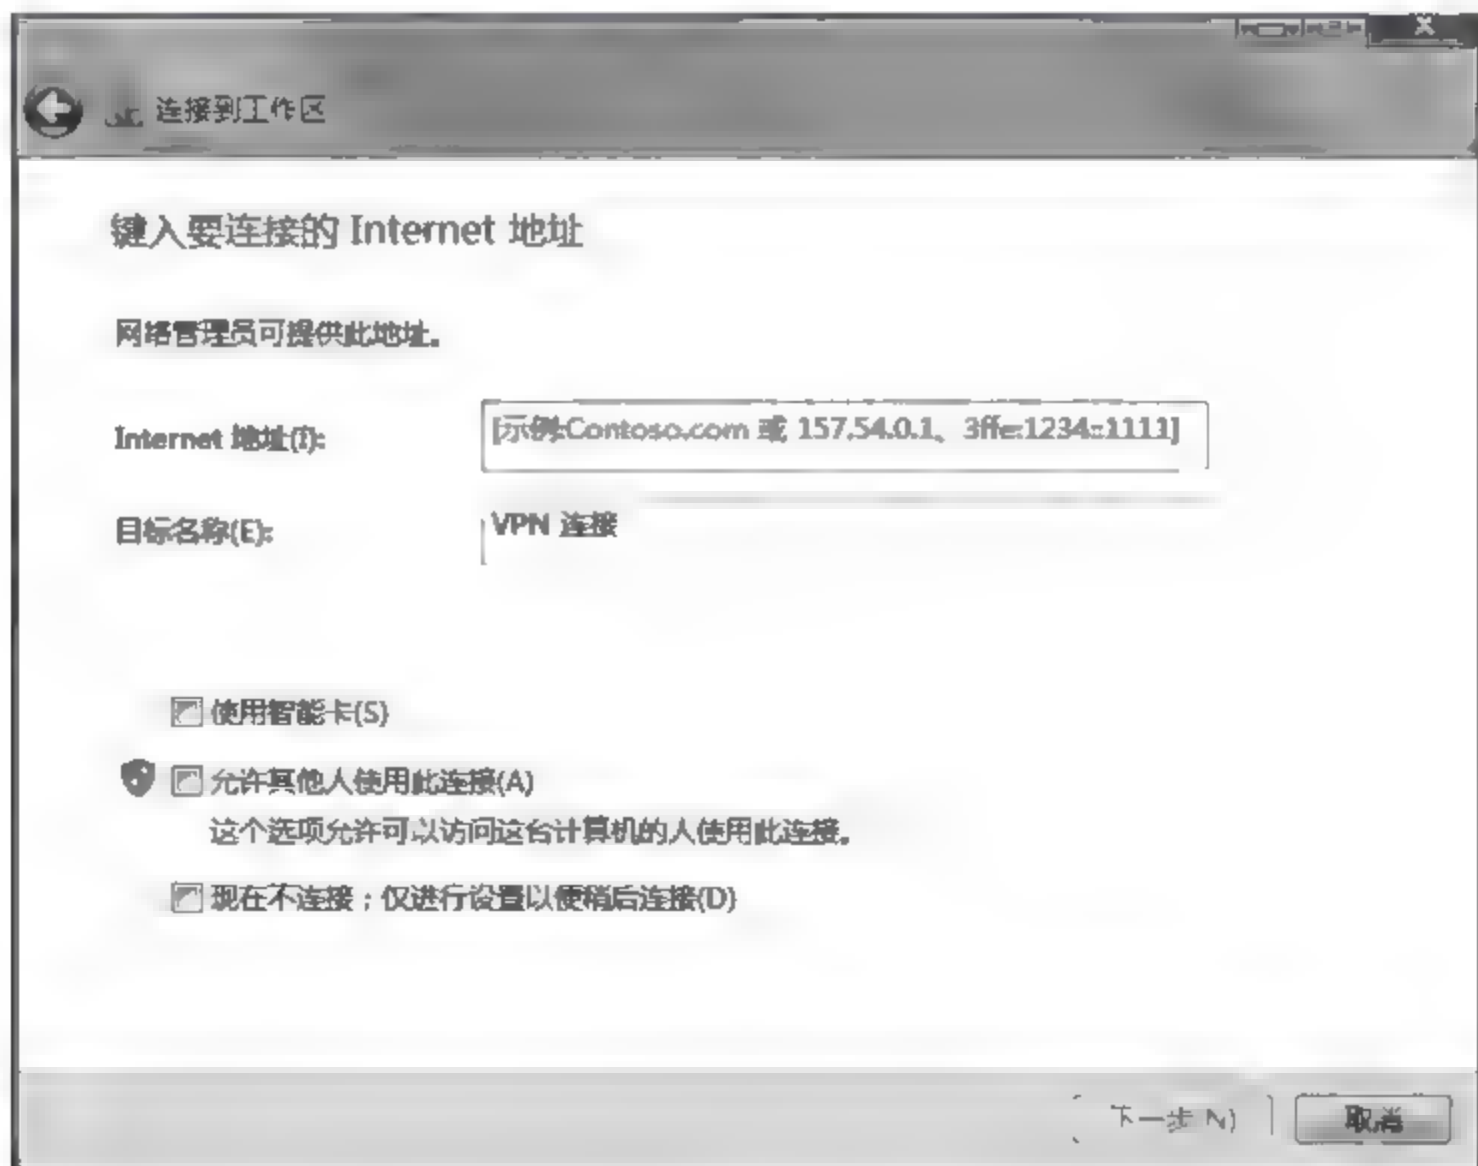 连接到工作区
键入要连接的 Internet 地址
网络管理员可提供此地址。
Internet 地址(I):
[示例:Contoso.com 或 157.54.0.1、3ffe:1234::1111]
目标名称(E):
VPN 连接
使用智能卡(S)
允许其他人使用此连接(A)
这个选项允许可以访问这台计算机的人使用此连接。
现在不连接；仅进行设置以便稍后连接(D)
下一步 N)
取消